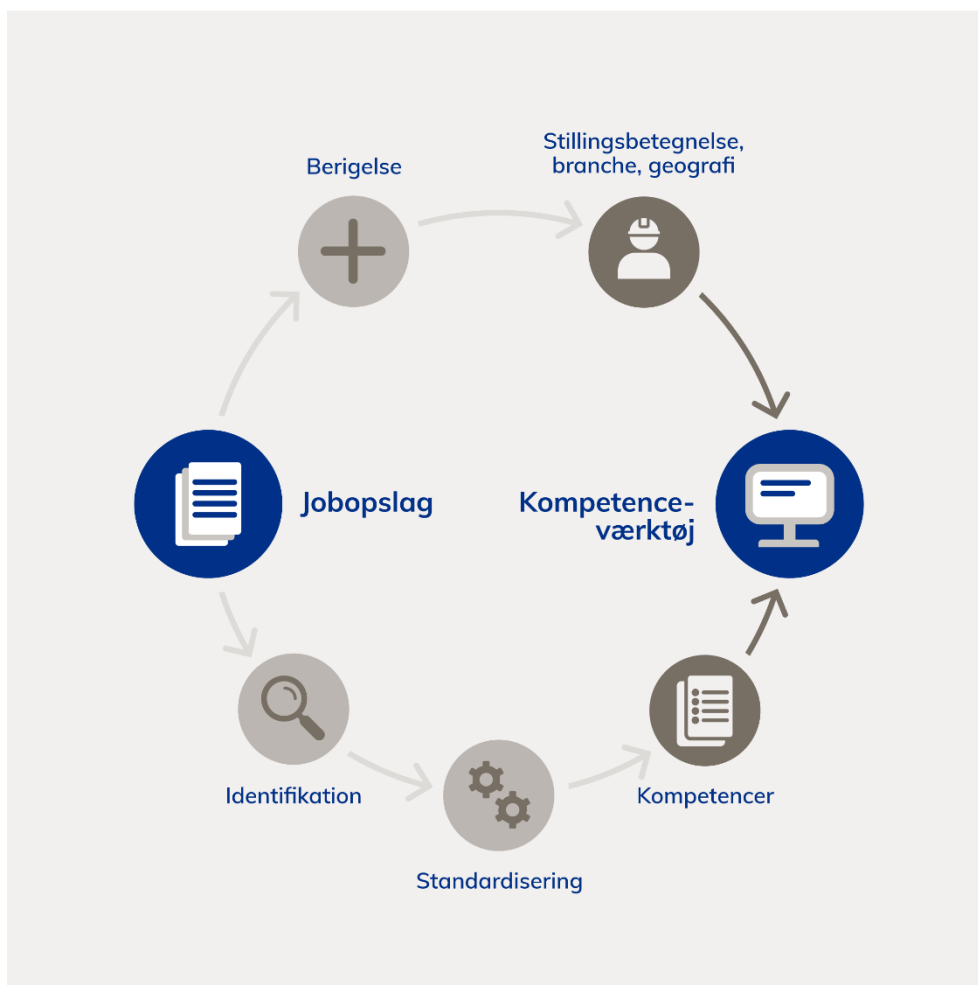 Stillingsbetegnelse,
branche, geografi
Berigelse
Jobopslag
Kompetence-
værktøj
Identifikation
Kompetencer
Standardisering